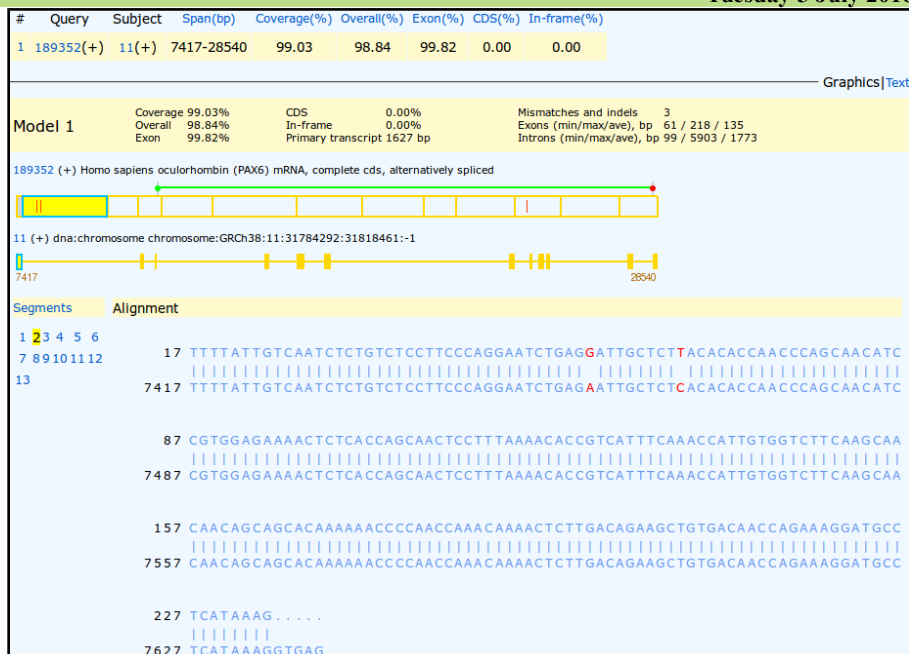 # Query Subject Span(bp) Coverage(%) Overall(%) Exon(%) CDS(%) In-frame(%)
1 189352(+) 11(+) 7417-28540 99.03 98.84 99.82 0.00 0.00
Graphics|Text
Model 1
Coverage 99.03% CDS 0.00% Mismatches and indels 3
Overall 98.84% In-frame 0.00% Exons (min/max/ave), bp 61 / 218 / 135
Exon 99.82% Primary transcript 1627 bp Introns (min/max/ave), bp 99 / 5903 / 1773
189352 (+) Homo sapiens oculorhombin (PAX6) mRNA, complete cds, alternatively spliced
11 (+) dna:chromosome chromosome:GRCh38:11:31784292:31818461:-1
7417 28540
Segments Alignment
1 2 3 4 5 6
7 8 9 10 11 12
13
17 TTTTATTGTCAATCTCTGTCTCCTTCCCAGGAATCTGAGGATTGCTCTTACACACCAACCCAGCAACATC
7417 TTTTATTGTCAATCTCTGTCTCCTTCCCAGGAATCTGAGAATTGCTCTCACACACCAACCCAGCAACATC
87 CGTGGAGAAAACTCTCACCAGCAACTCCTTTAAAACACCGTCATTTCAAACCATTGTGGTCTTCAAGCAA
7487 CGTGGAGAAAACTCTCACCAGCAACTCCTTTAAAACACCGTCATTTCAAACCATTGTGGTCTTCAAGCAA
157 CAACAGCAGCACAAAAAACCCCAACCAAACAAAACTCTTGACAGAAGCTGTGACAACCAGAAAGGATGCC
7557 CAACAGCAGCACAAAAAACCCCAACCAAACAAAACTCTTGACAGAAGCTGTGACAACCAGAAAGGATGCC
227 TCATAAAG.....
7627 TCATAAAGGTGAG